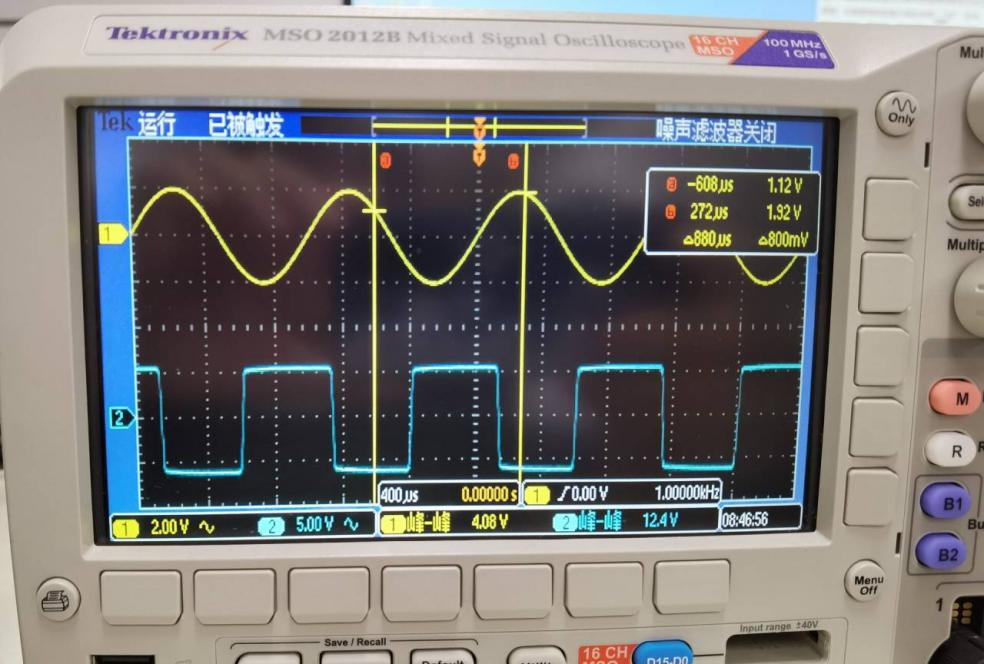 Tektronix MSO 2012B Mixed Signal Oscilloscope 16 CH MSO 100 MHz 1 GS/s
Only
Tek 运行 已被触发 噪声滤波器关闭
a b
a -608µs 1.12 V
b 272µs 1.92 V
△880µs △800mV
1
2
400µs 0.00000 s 1 ∫ 0.00 V 1.00000kHz
1 2.00 V ∿ 2 5.00 V ∿ 1 峰–峰 4.08 V 2 峰–峰 12.4 V 08:46:56
M
R
B1
B2
Menu Off
1
Save / Recall
Input range ±40V
16 CH MSO
D15-D0